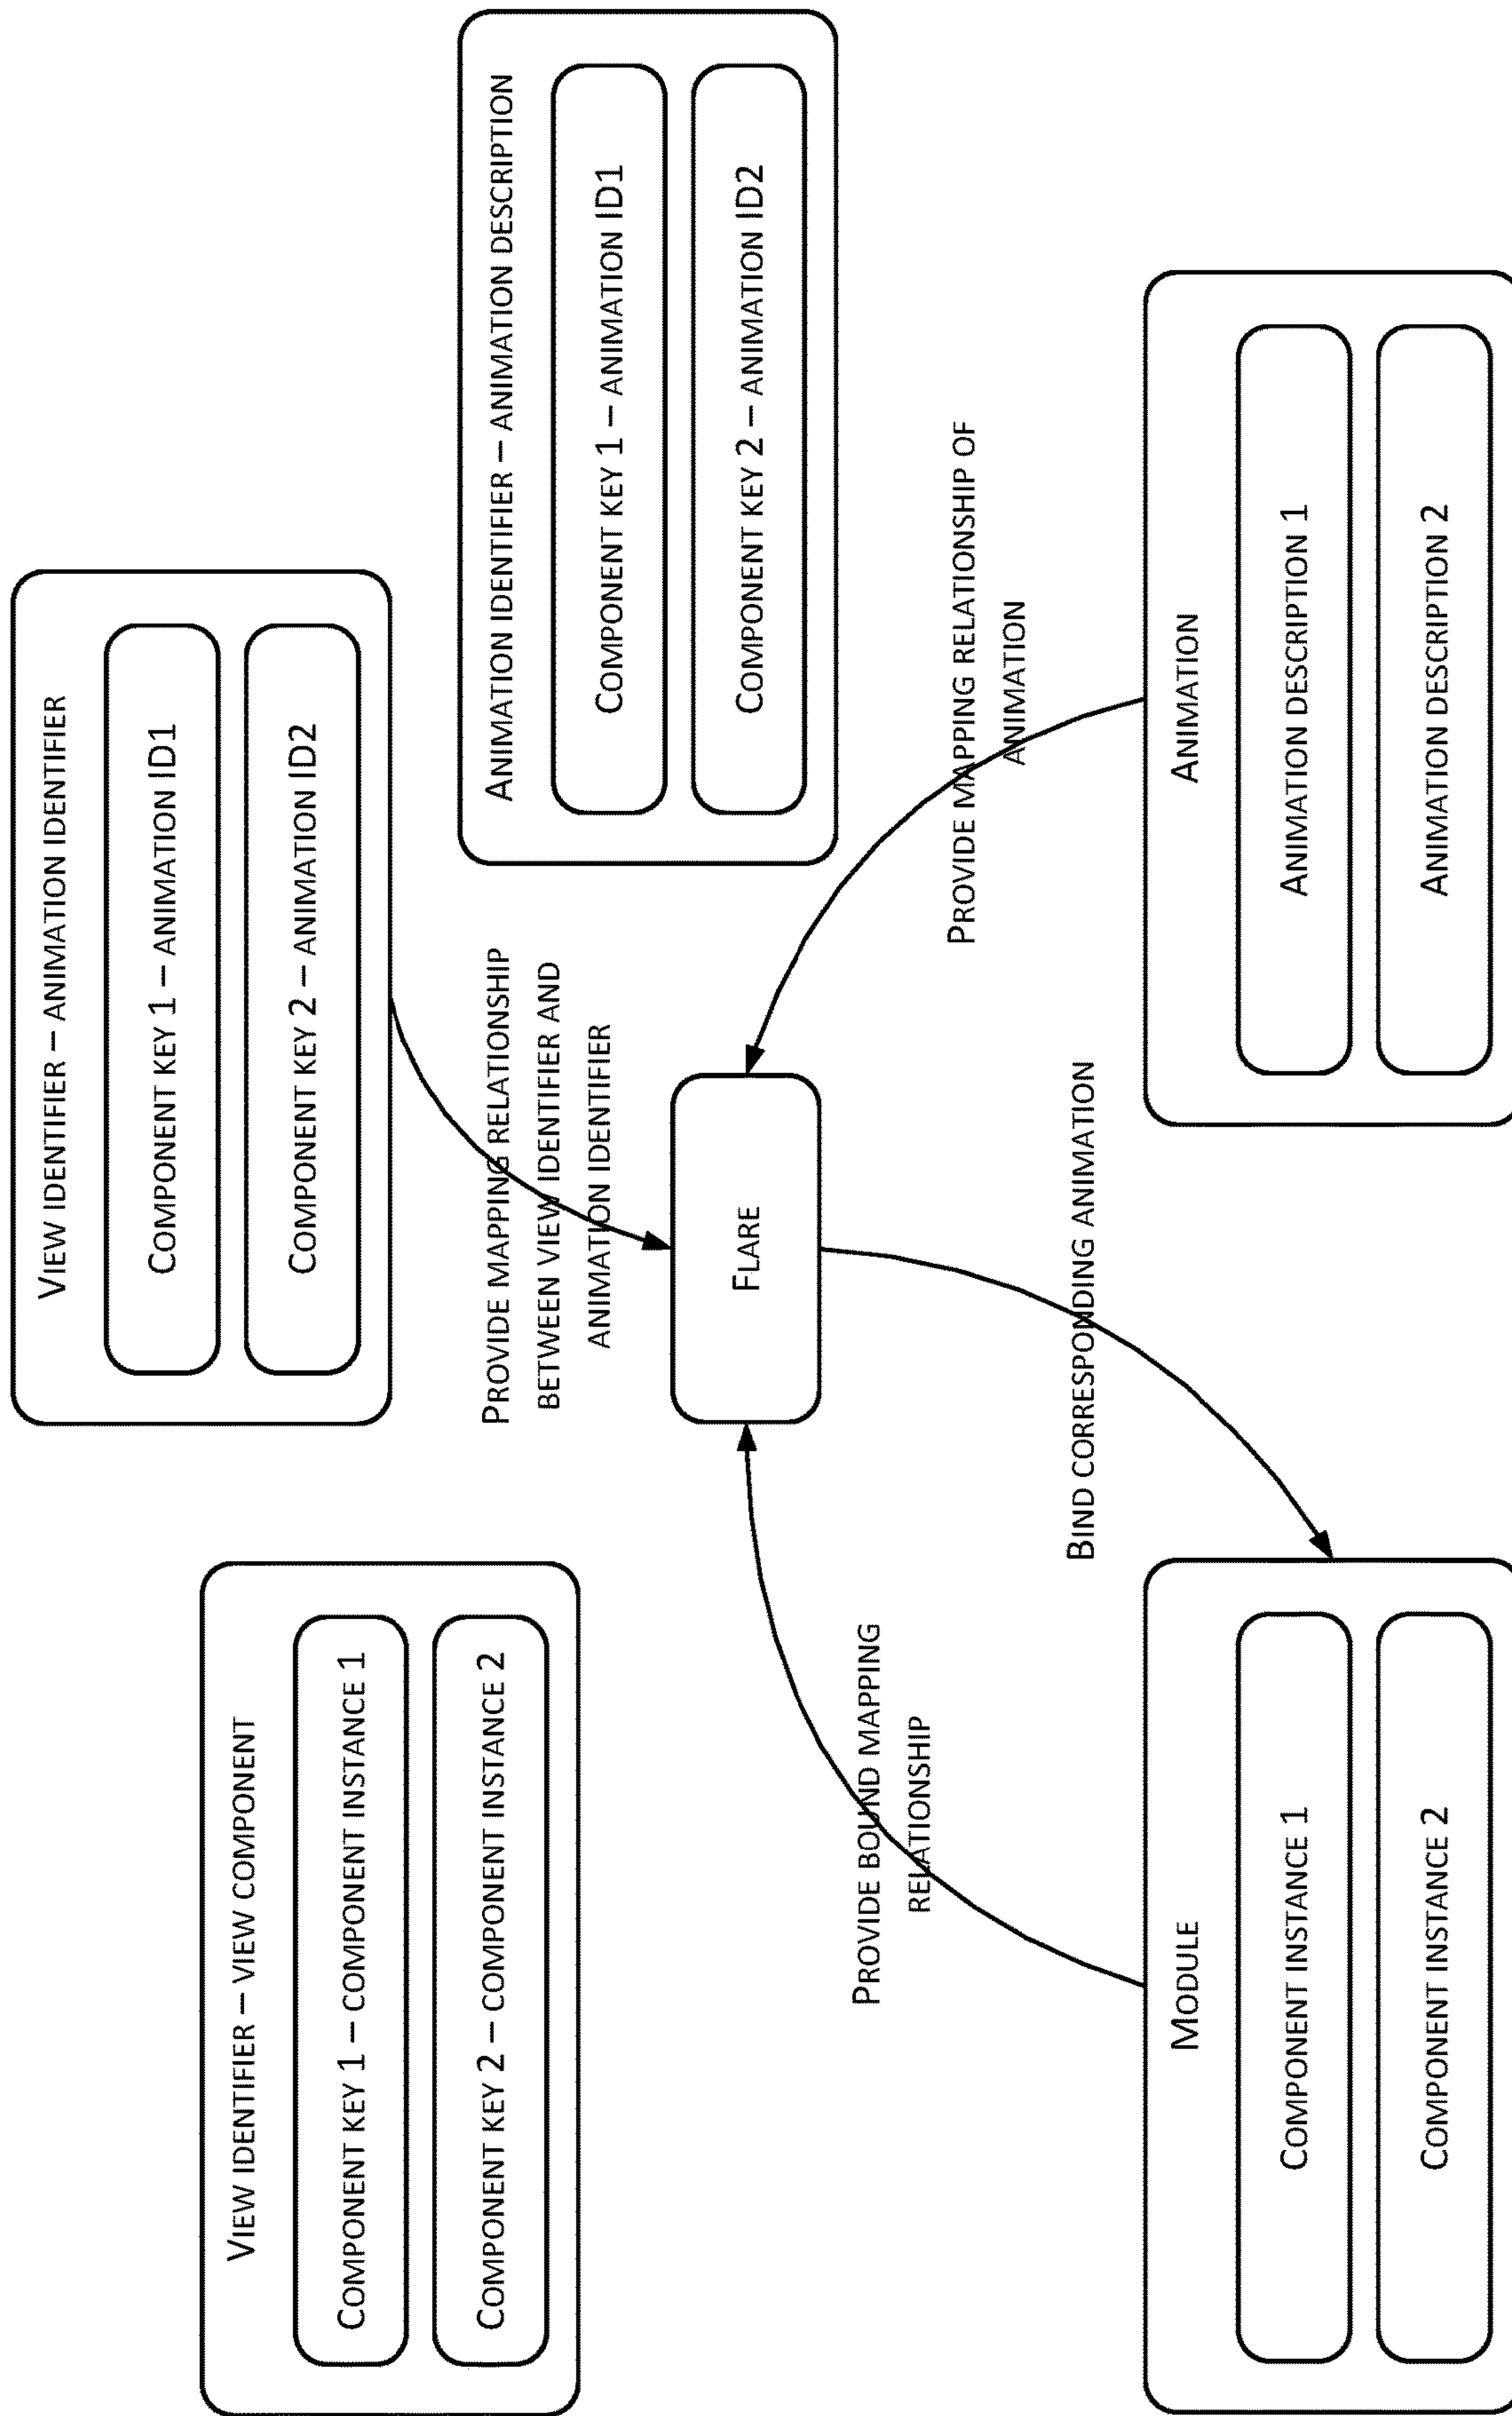 VIEW IDENTIFIER – ANIMATION IDENTIFIER
COMPONENT KEY 1 – ANIMATION ID1
COMPONENT KEY 2 – ANIMATION ID2
VIEW IDENTIFIER – VIEW COMPONENT
COMPONENT KEY 1 – COMPONENT INSTANCE 1
COMPONENT KEY 2 – COMPONENT INSTANCE 2
ANIMATION IDENTIFIER – ANIMATION DESCRIPTION
COMPONENT KEY 1 – ANIMATION ID1
COMPONENT KEY 2 – ANIMATION ID2
PROVIDE MAPPING RELATIONSHIP
BETWEEN VIEW IDENTIFIER AND
ANIMATION IDENTIFIER
FLARE
PROVIDE BOUND MAPPING
RELATIONSHIP
PROVIDE MAPPING RELATIONSHIP OF
ANIMATION
BIND CORRESPONDING ANIMATION
MODULE
COMPONENT INSTANCE 1
COMPONENT INSTANCE 2
ANIMATION
ANIMATION DESCRIPTION 1
ANIMATION DESCRIPTION 2